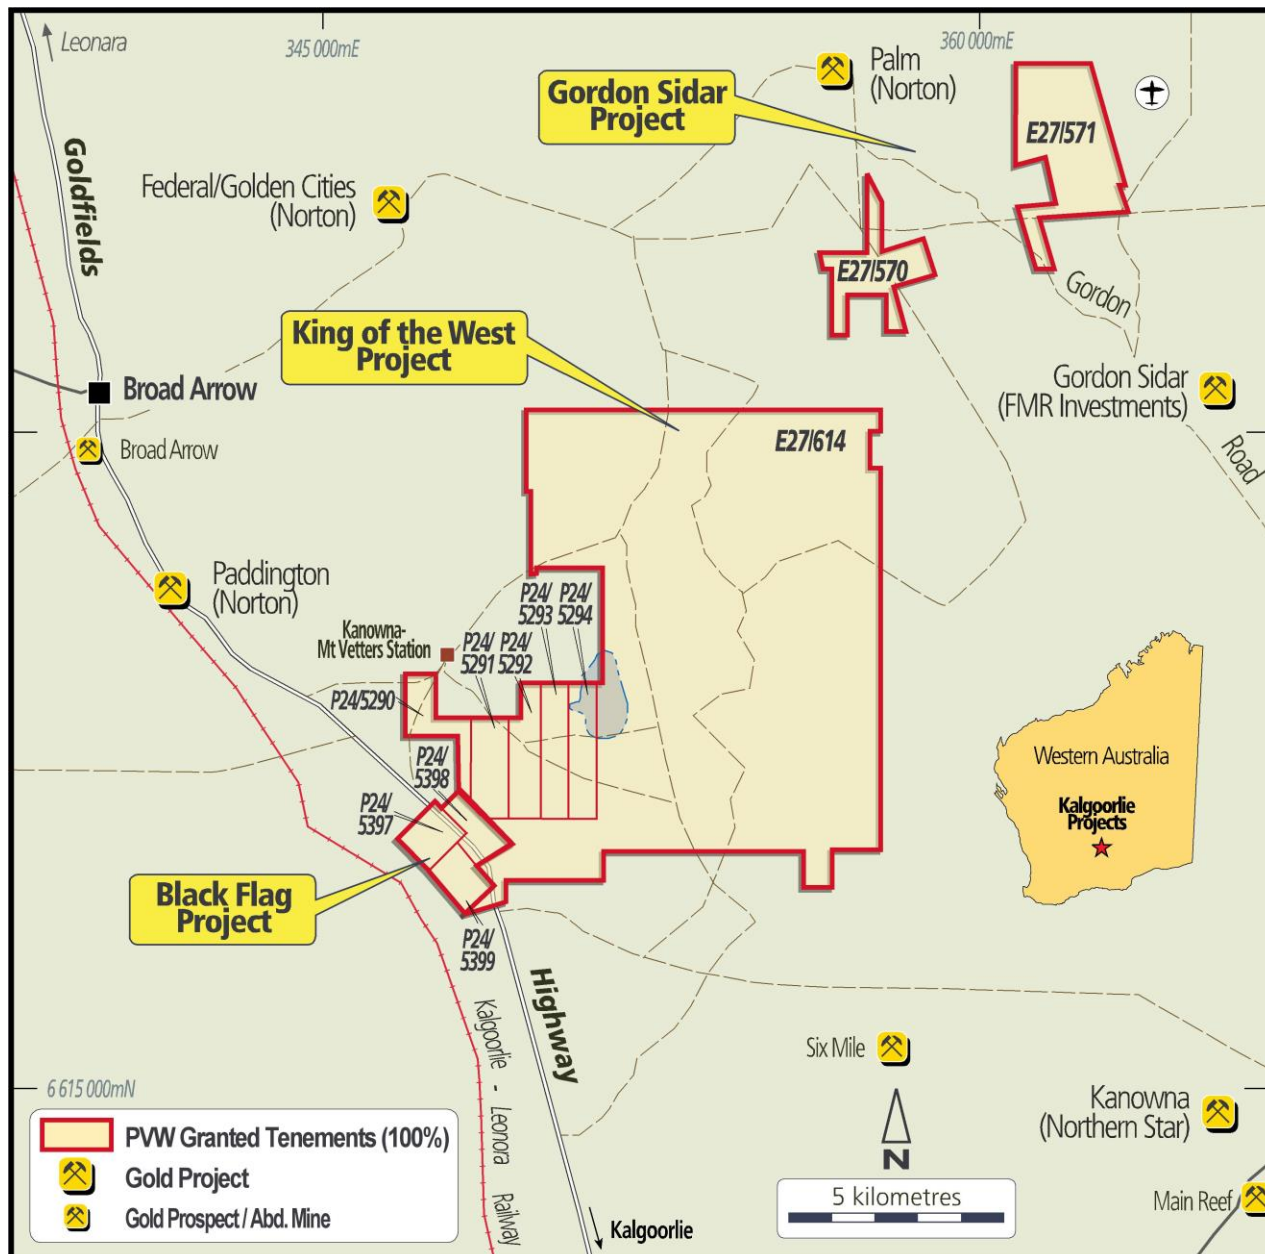 Leonara
345 000mE
360 000mE
Palm
(Norton)
Gordon Sidar
Project
E27/571
Goldfields
Federal/Golden Cities
(Norton)
E27/570
Gordon
King of the West
Project
Broad Arrow
Gordon Sidar
(FMR Investments)
Broad Arrow
E27/614
Road
Paddington
(Norton)
P24/
5293
P24/
5294
Kanowna-
Mt Vetters Station
P24/
5291
P24/
5292
P24/5290
Western Australia
P24/
5398
Kalgoorlie
Projects
P24/
5397
Black Flag
Project
P24/
5399
Highway
Kalgoorlie - Leonora Railway
Six Mile
6 615 000mN
Kanowna
(Northern Star)
N
PVW Granted Tenements (100%)
Gold Project
Gold Prospect / Abd. Mine
5 kilometres
Main Reef
Kalgoorlie